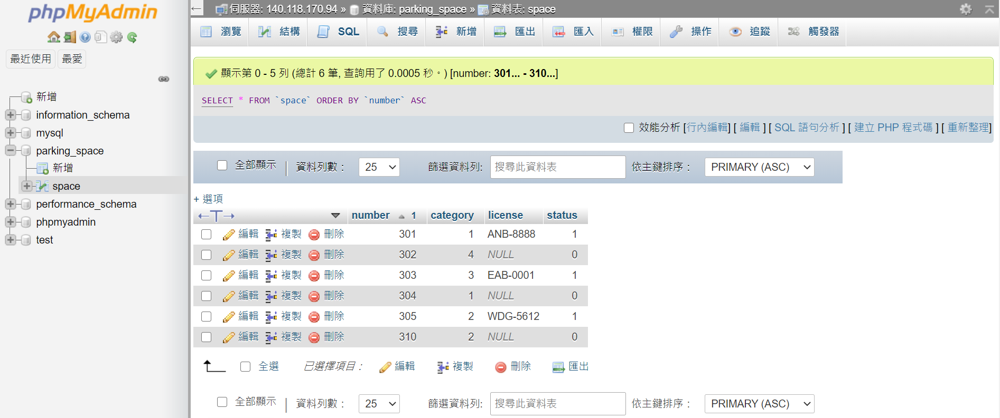 phpMyAdmin
最近使用 最愛
新增
information_schema
mysql
parking_space
新增
space
performance_schema
phpmyadmin
test
伺服器: 140.118.170.94 » 資料庫: parking_space » 資料表: space
瀏覽 結構 SQL 搜尋 新增 匯出 匯入 權限 操作 追蹤 觸發器
顯示第 0 - 5 列 (總計 6 筆, 查詢用了 0.0005 秒。) [number: 301... - 310...]
SELECT * FROM `space` ORDER BY `number` ASC
效能分析 [行內編輯] [ 編輯 ] [ SQL 語句分析 ] [ 建立 PHP 程式碼 ] [ 重新整理]
全部顯示 | 資料列數： 25 篩選資料列: 搜尋此資料表 依主鍵排序： PRIMARY (ASC)
+ 選項
←T→ number 1 category license status
編輯 複製 刪除 301 1 ANB-8888 1
編輯 複製 刪除 302 4 NULL 0
編輯 複製 刪除 303 3 EAB-0001 1
編輯 複製 刪除 304 1 NULL 0
編輯 複製 刪除 305 2 WDG-5612 1
編輯 複製 刪除 310 2 NULL 0
全選 已選擇項目： 編輯 複製 刪除 匯出
全部顯示 | 資料列數： 25 篩選資料列: 搜尋此資料表 依主鍵排序： PRIMARY (ASC)